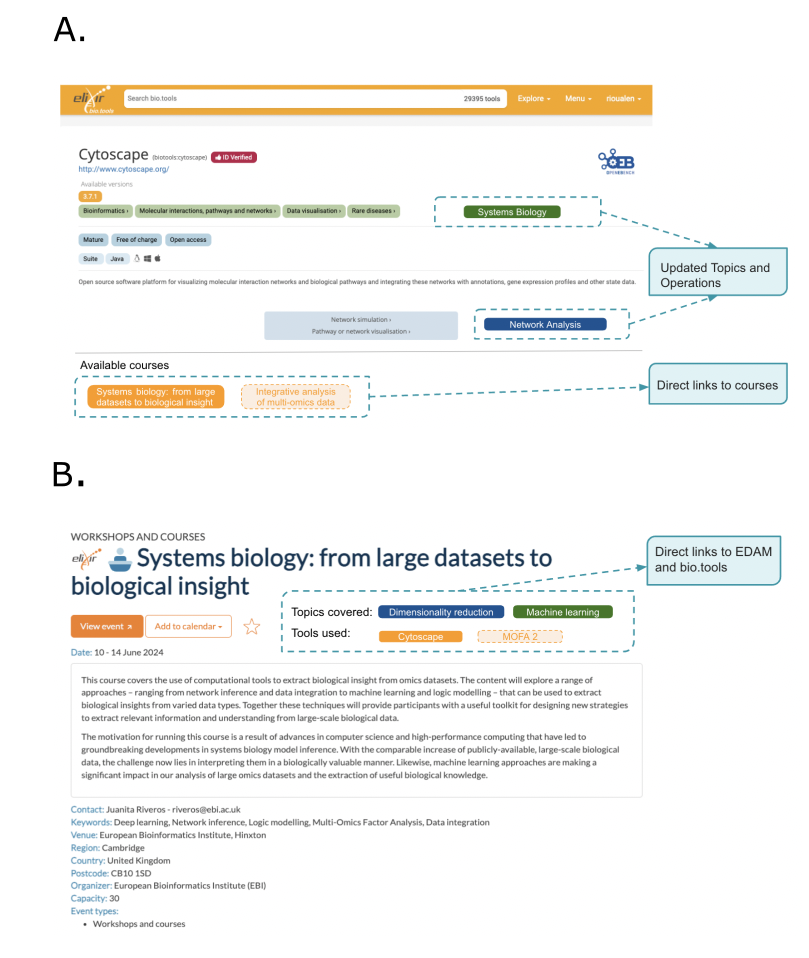 A.
elixir
bio.tools
Search bio.tools
29395 tools
Explore
Menu
rioualen
Cytoscape (biotools:cytoscape) ID Verified
http://www.cytoscape.org/
OPENEBENCH
Available versions
3.7.1
Bioinformatics › Molecular interactions, pathways and networks › Data visualisation › Rare diseases ›
Systems Biology
Mature Free of charge Open access
Suite Java
Updated Topics and
Operations
Open source software platform for visualizing molecular interaction networks and biological pathways and integrating these networks with annotations, gene expression profiles and other state data.
Network simulation ›
Pathway or network visualisation ›
Network Analysis
Available courses
Systems biology: from large
datasets to biological insight
Integrative analysis
of multi-omics data
Direct links to courses
B.
WORKSHOPS AND COURSES
elixir Systems biology: from large datasets to
biological insight
Direct links to EDAM
and bio.tools
Topics covered: Dimensionality reduction Machine learning
Tools used: Cytoscape MOFA 2
View event Add to calendar
Date: 10 - 14 June 2024
This course covers the use of computational tools to extract biological insight from omics datasets. The content will explore a range of
approaches – ranging from network inference and data integration to machine learning and logic modelling – that can be used to extract
biological insights from varied data types. Together these techniques will provide participants with a useful toolkit for designing new strategies
to extract relevant information and understanding from large-scale biological data.
The motivation for running this course is a result of advances in computer science and high-performance computing that have led to
groundbreaking developments in systems biology model inference. With the comparable increase of publicly-available, large-scale biological
data, the challenge now lies in interpreting them in a biologically valuable manner. Likewise, machine learning approaches are making a
significant impact in our analysis of large omics datasets and the extraction of useful biological knowledge.
Contact: Juanita Riveros - riveros@ebi.ac.uk
Keywords: Deep learning, Network inference, Logic modelling, Multi-Omics Factor Analysis, Data integration
Venue: European Bioinformatics Institute, Hinxton
Region: Cambridge
Country: United Kingdom
Postcode: CB10 1SD
Organizer: European Bioinformatics Institute (EBI)
Capacity: 30
Event types:
• Workshops and courses